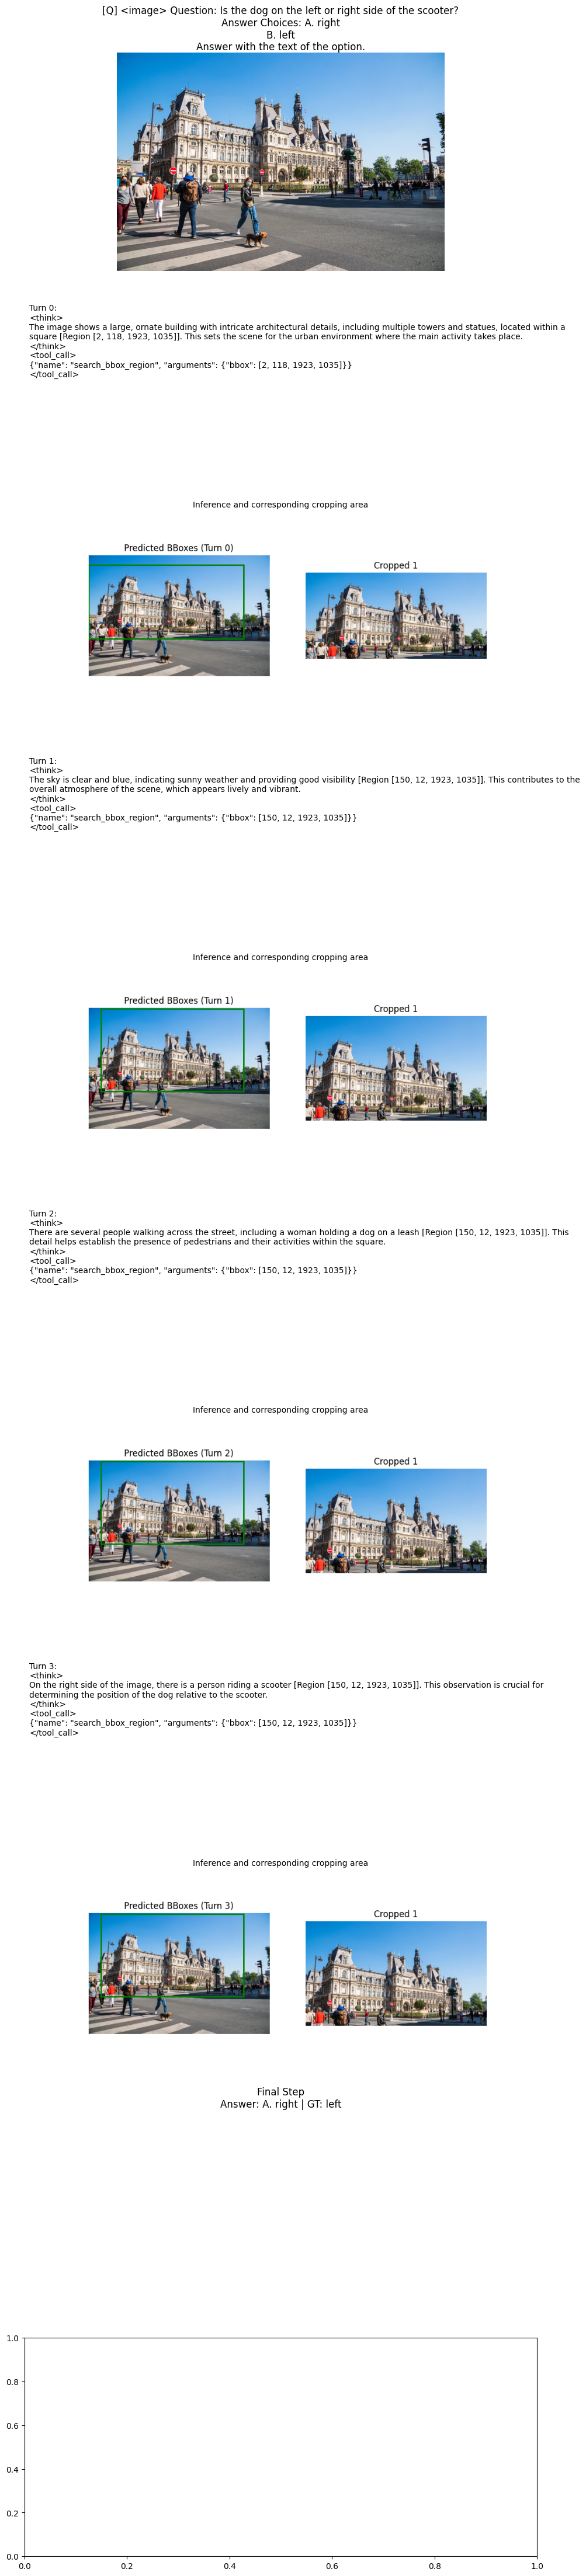 [Q] <image> Question: Is the dog on the left or right side of the scooter?
Answer Choices: A. right
B. left
Answer with the text of the option.
Turn 0:
<think>
The image shows a large, ornate building with intricate architectural details, including multiple towers and statues, located within a
square [Region [2, 118, 1923, 1035]]. This sets the scene for the urban environment where the main activity takes place.
</think>
<tool_call>
{"name": "search_bbox_region", "arguments": {"bbox": [2, 118, 1923, 1035]}}
</tool_call>
Inference and corresponding cropping area
Predicted BBoxes (Turn 0)
Cropped 1
Turn 1:
<think>
The sky is clear and blue, indicating sunny weather and providing good visibility [Region [150, 12, 1923, 1035]]. This contributes to the
overall atmosphere of the scene, which appears lively and vibrant.
</think>
<tool_call>
{"name": "search_bbox_region", "arguments": {"bbox": [150, 12, 1923, 1035]}}
</tool_call>
Inference and corresponding cropping area
Predicted BBoxes (Turn 1)
Cropped 1
Turn 2:
<think>
There are several people walking across the street, including a woman holding a dog on a leash [Region [150, 12, 1923, 1035]]. This
detail helps establish the presence of pedestrians and their activities within the square.
</think>
<tool_call>
{"name": "search_bbox_region", "arguments": {"bbox": [150, 12, 1923, 1035]}}
</tool_call>
Inference and corresponding cropping area
Predicted BBoxes (Turn 2)
Cropped 1
Turn 3:
<think>
On the right side of the image, there is a person riding a scooter [Region [150, 12, 1923, 1035]]. This observation is crucial for
determining the position of the dog relative to the scooter.
</think>
<tool_call>
{"name": "search_bbox_region", "arguments": {"bbox": [150, 12, 1923, 1035]}}
</tool_call>
Inference and corresponding cropping area
Predicted BBoxes (Turn 3)
Cropped 1
Final Step
Answer: A. right | GT: left
1.0
0.8
0.6
0.4
0.2
0.0
0.0 0.2 0.4 0.6 0.8 1.0